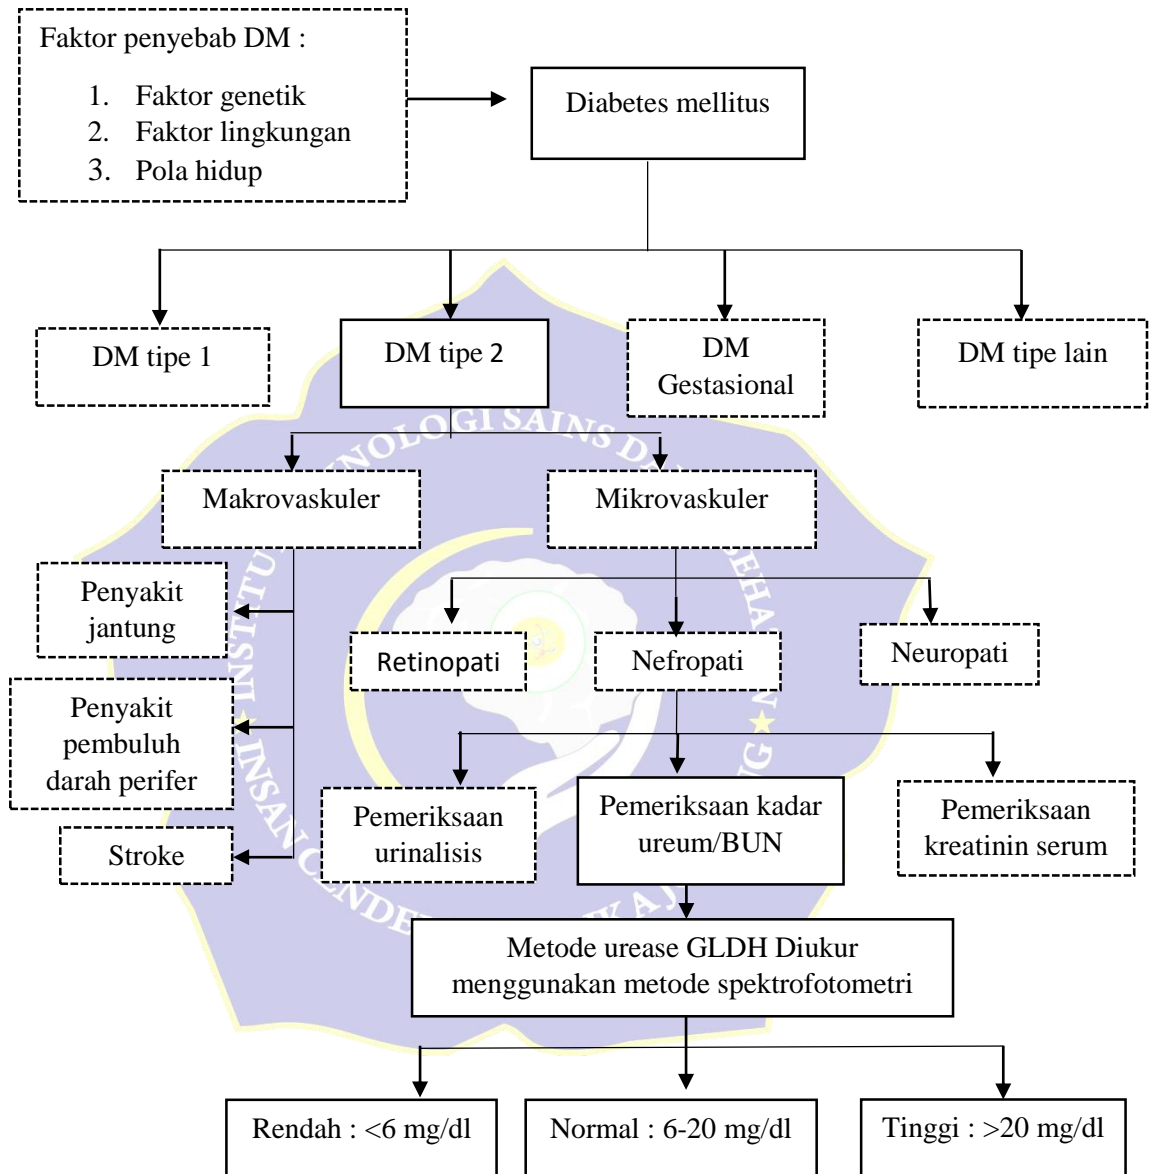 Faktor penyebab DM :
1. Faktor genetik
2. Faktor lingkungan
3. Pola hidup
Diabetes mellitus
DM tipe 1
DM tipe 2
DM
Gestasional
DM tipe lain
Makrovaskuler
Mikrovaskuler
Penyakit
jantung
Penyakit
pembuluh
darah perifer
Stroke
Retinopati
Nefropati
Neuropati
Pemeriksaan
urinalisis
Pemeriksaan kadar
ureum/BUN
Pemeriksaan
kreatinin serum
Metode urease GLDH Diukur
menggunakan metode spektrofotometri
Rendah : <6 mg/dl
Normal : 6-20 mg/dl
Tinggi : >20 mg/dl
SAINS
INSAN